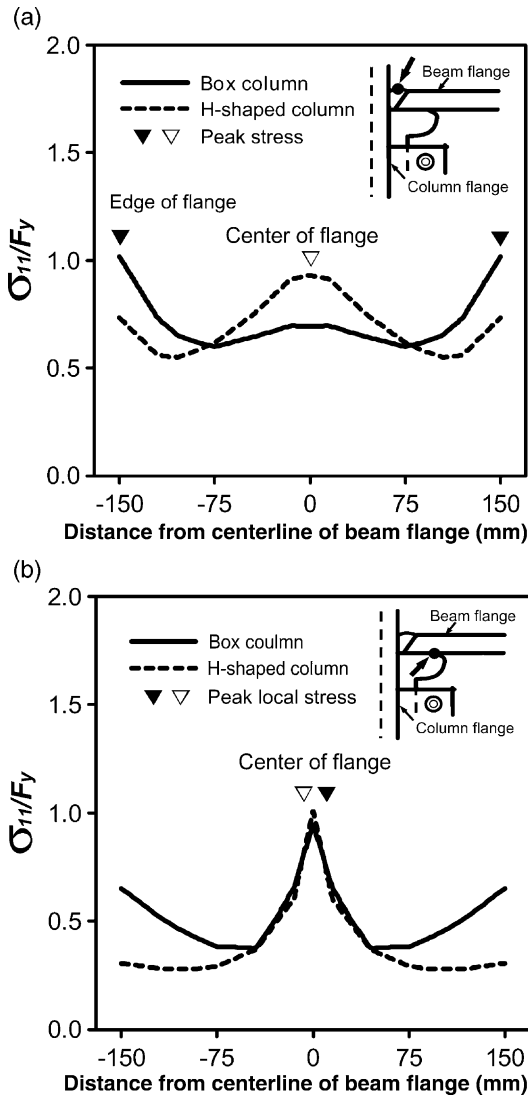 (a)
2.0
Box column
H-shaped column
Peak stress
Beam flange
Column flange
1.5
Edge of flange
Center of flange
1.0
σ11/Fy
0.5
0.0
-150 -75 0 75 150
Distance from centerline of beam flange (mm)
(b)
2.0
Box coulmn
H-shaped column
Peak local stress
Beam flange
Column flange
1.5
Center of flange
1.0
σ11/Fy
0.5
0.0
-150 -75 0 75 150
Distance from centerline of beam flange (mm)